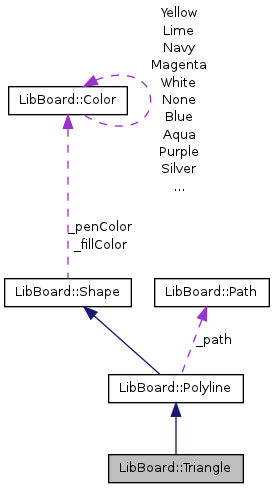 Yellow
Lime
Navy
Magenta
White
None
Blue
Aqua
Purple
Silver
...
LibBoard::Color
_penColor
_fillColor
LibBoard::Shape
LibBoard::Path
_path
LibBoard::Polyline
LibBoard::Triangle